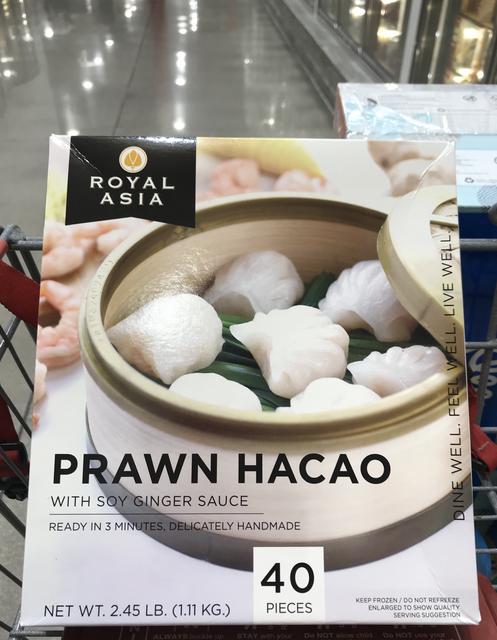 ROYAL
ASIA
DINE WELL. FEEL WELL. LIVE WELL.
PRAWN HACAO
WITH SOY GINGER SAUCE
READY IN 3 MINUTES, DELICATELY HANDMADE
40
PIECES
NET WT. 2.45 LB. (1.11 KG.)
KEEP FROZEN / DO NOT REFREEZE
ENLARGED TO SHOW QUALITY
SERVING SUGGESTION